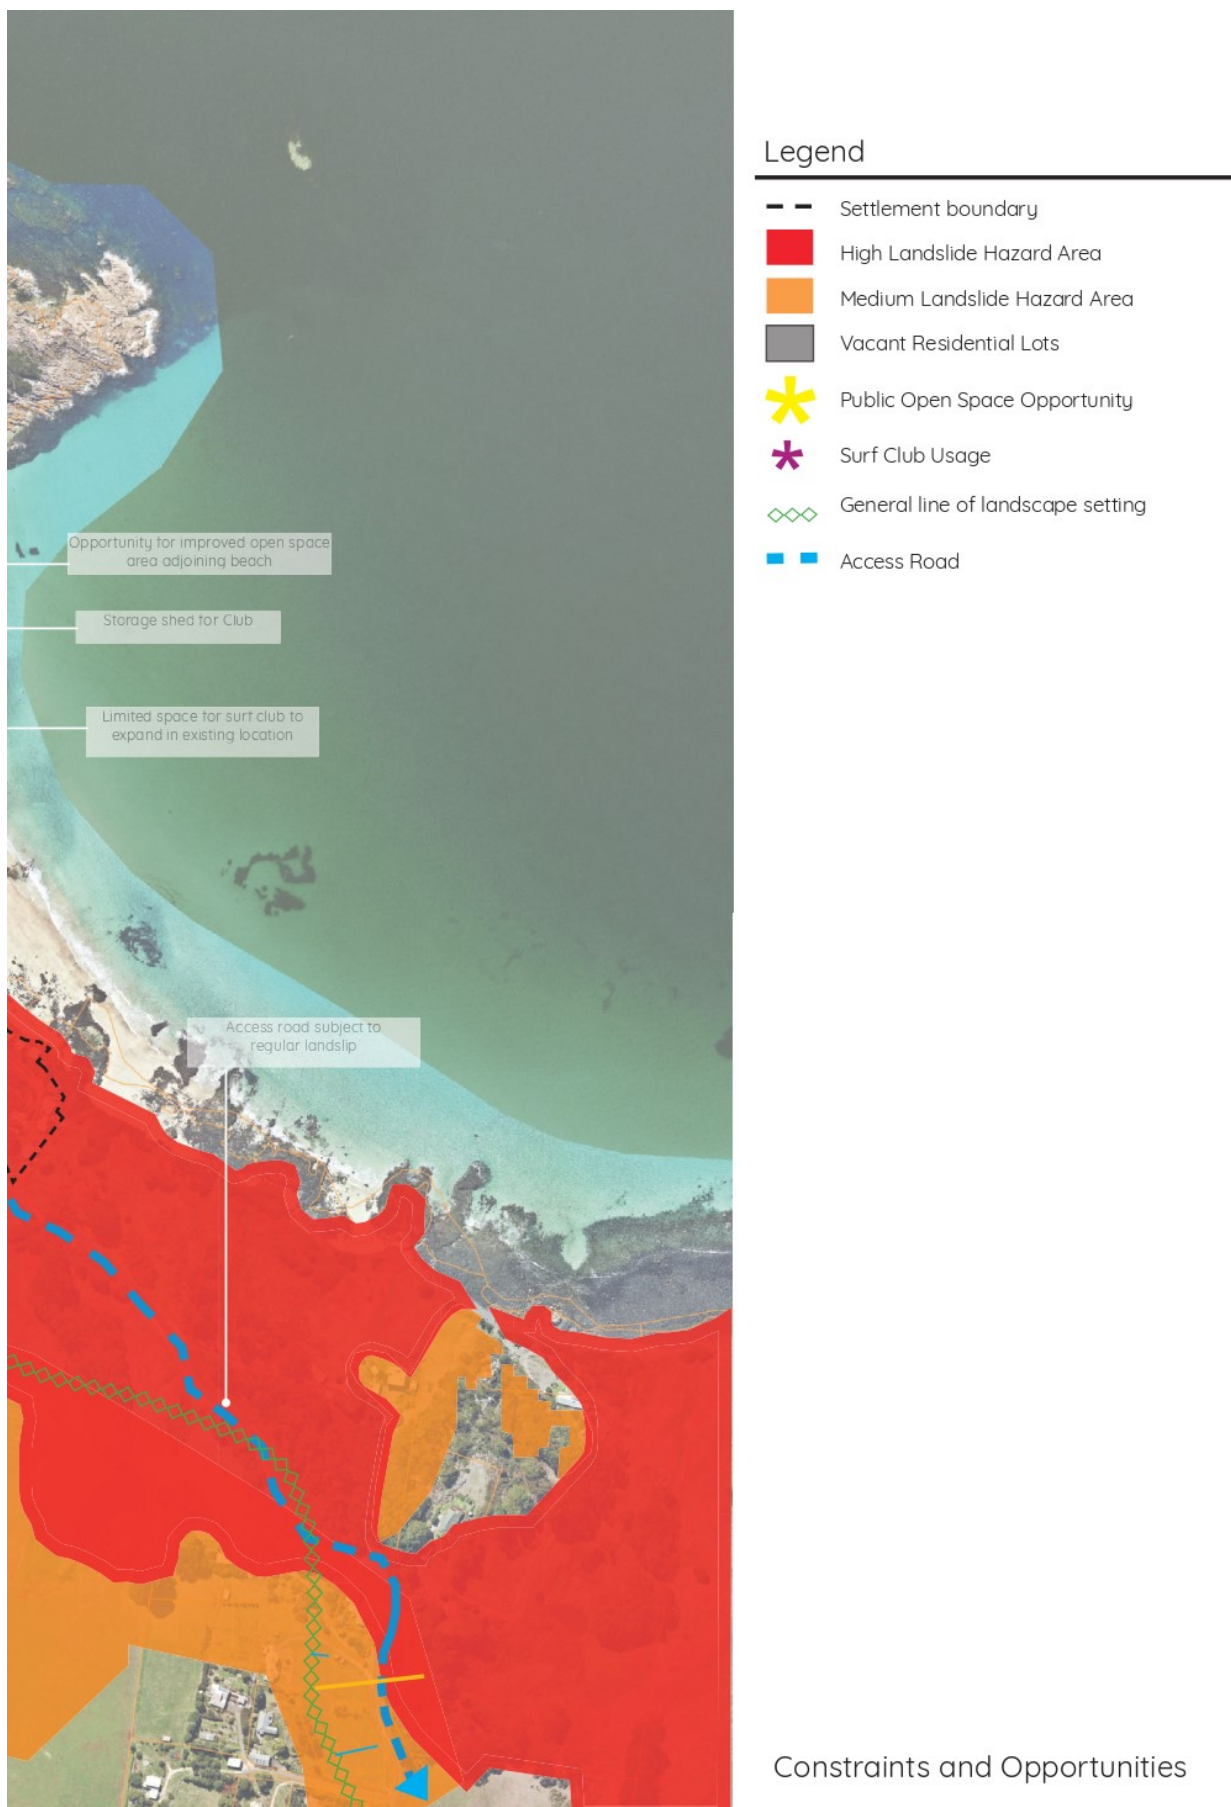 Legend
Settlement boundary
High Landslide Hazard Area
Medium Landslide Hazard Area
Vacant Residential Lots
Public Open Space Opportunity
Surf Club Usage
General line of landscape setting
Access Road
Opportunity for improved open space
area adjoining beach
Storage shed for Club
Limited space for surf club to
expand in existing location
Access road subject to
regular landslip
Constraints and Opportunities